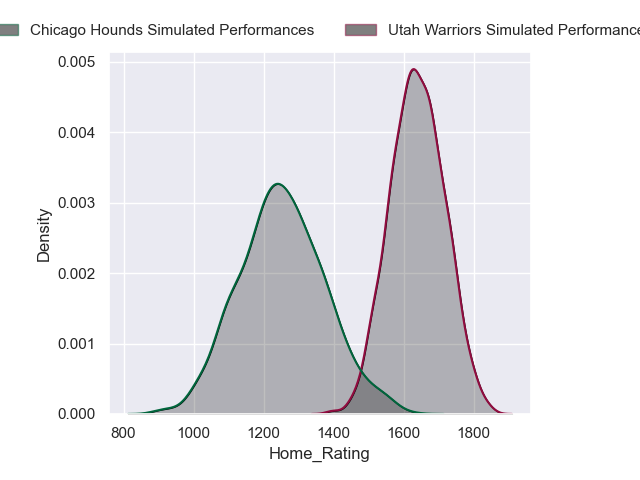 Chicago Hounds Simulated Performances Utah Warriors Simulated Performance
0.005
0.004
0.003
0.002
0.001
0.000
Density
800 1000 1200 1400 1600 1800
Home_Rating